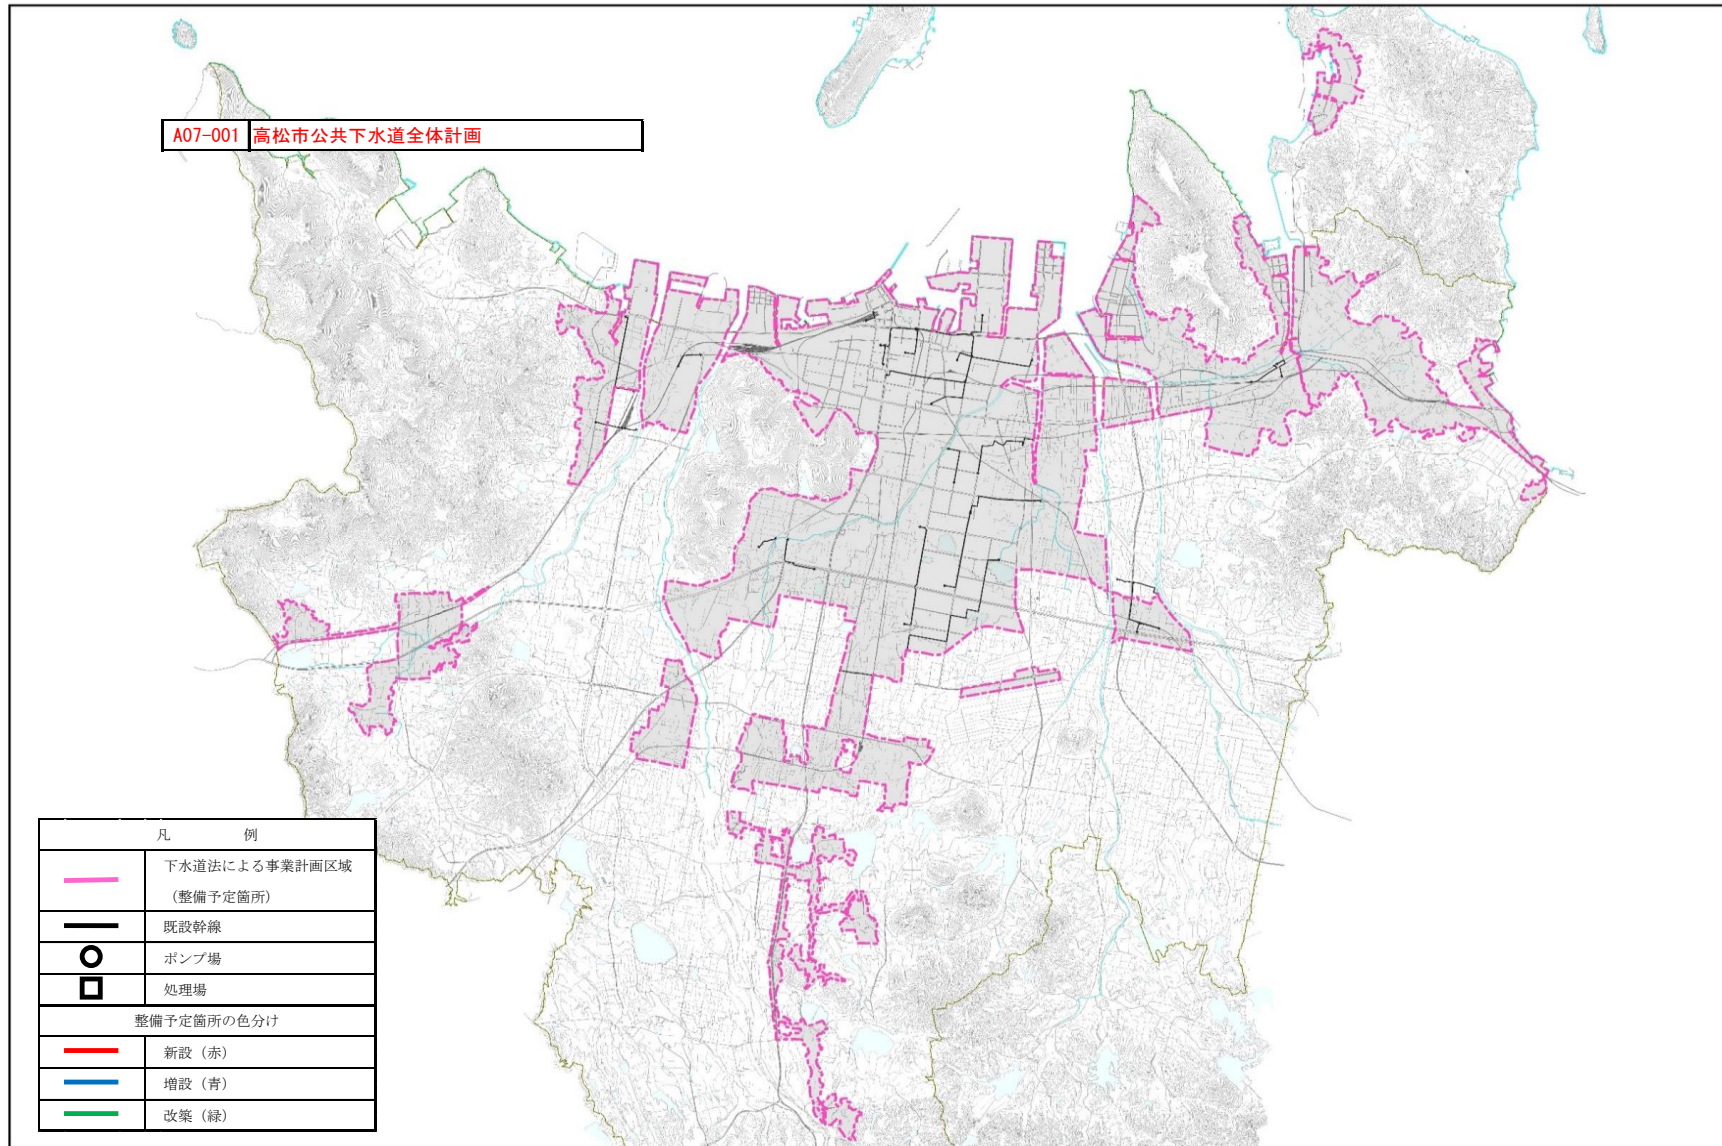 A07-001 高松市公共下水道全体計画
凡 例
下水道法による事業計画区域
(整備予定箇所)
既設幹線
ポンプ場
処理場
整備予定箇所の色分け
新設(赤)
増設(青)
改築(緑)